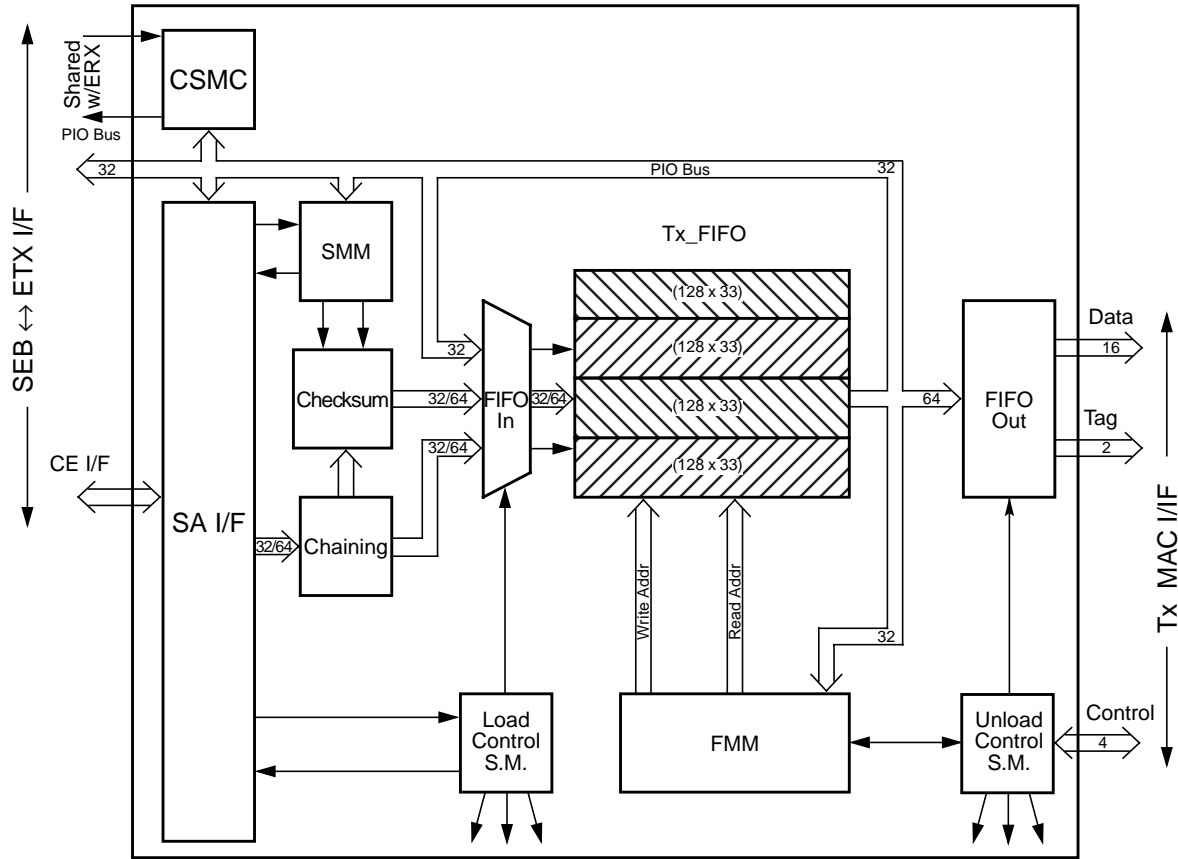 Shared
w/ERX
CSMC
PIO Bus
32
PIO Bus
32
SEB ↔ ETX I/F
SMM
Tx_FIFO
(128 x 33)
(128 x 33)
(128 x 33)
(128 x 33)
32
Checksum
32/64
FIFO
In
32/64
64
FIFO
Out
Data
16
Tag
2
32/64
CE I/F
SA I/F
32/64
Chaining
Write Addr
Read Addr
32
Tx MAC I/IF
Load
Control
S.M.
FMM
Unload
Control
S.M.
Control
4